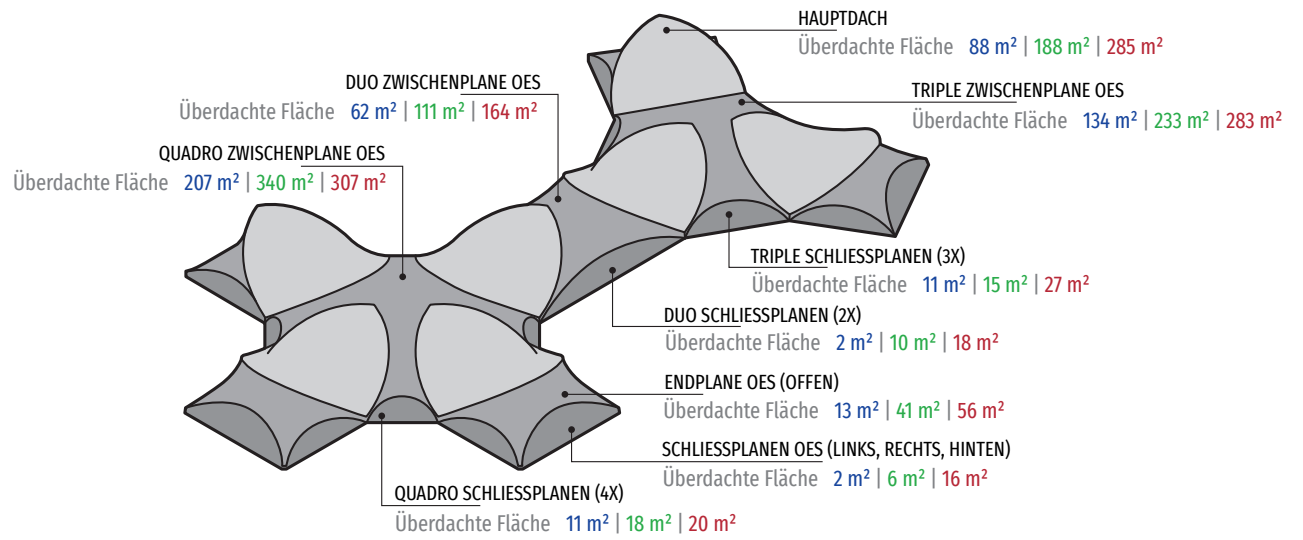 HAUPTDACH
Überdachte Fläche 88 m² | 188 m² | 285 m²
DUO ZWISCHENPLANE OES
Überdachte Fläche 62 m² | 111 m² | 164 m²
TRIPLE ZWISCHENPLANE OES
Überdachte Fläche 134 m² | 233 m² | 283 m²
QUADRO ZWISCHENPLANE OES
Überdachte Fläche 207 m² | 340 m² | 307 m²
TRIPLE SCHLIESSPLANEN (3X)
Überdachte Fläche 11 m² | 15 m² | 27 m²
DUO SCHLIESSPLANEN (2X)
Überdachte Fläche 2 m² | 10 m² | 18 m²
ENDPLANE OES (OFFEN)
Überdachte Fläche 13 m² | 41 m² | 56 m²
SCHLIESSPLANEN OES (LINKS, RECHTS, HINTEN)
Überdachte Fläche 2 m² | 6 m² | 16 m²
QUADRO SCHLIESSPLANEN (4X)
Überdachte Fläche 11 m² | 18 m² | 20 m²